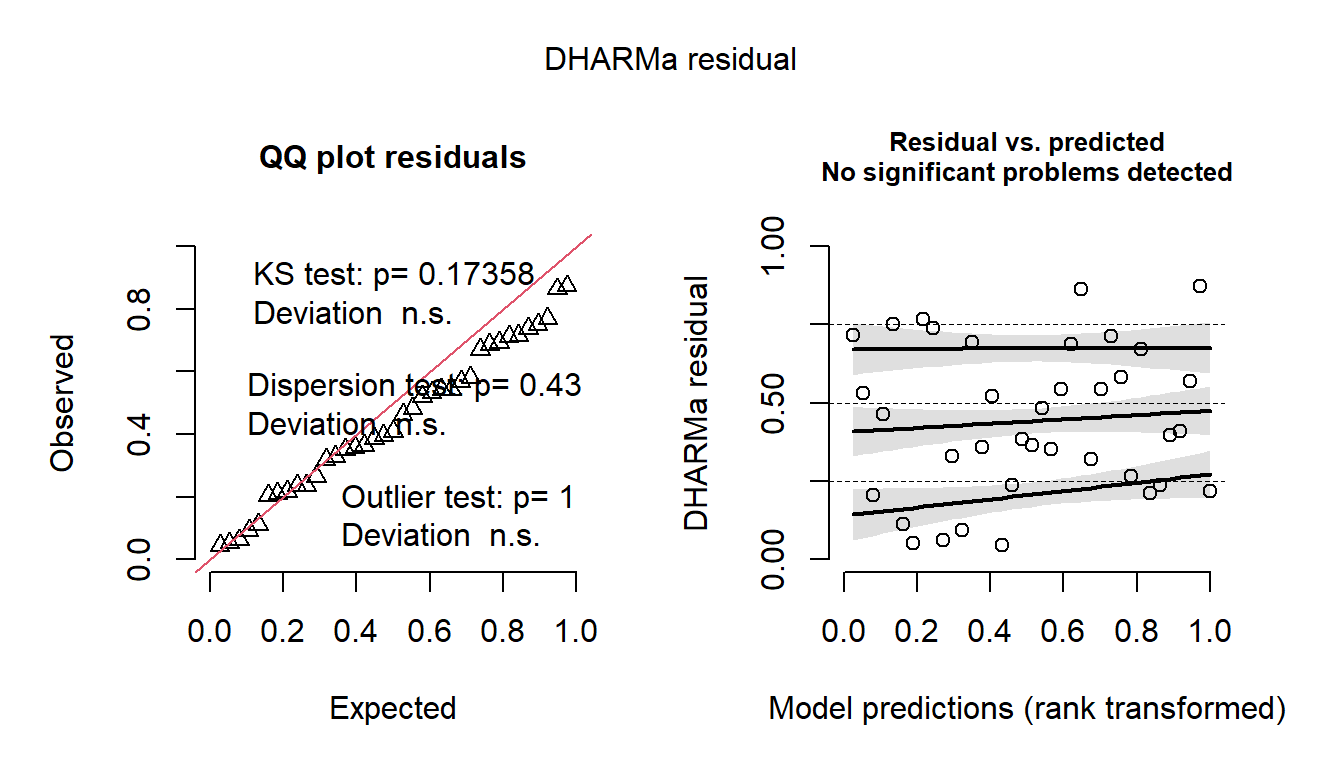 DHARMa residual
QQ plot residuals
KS test: p= 0.17358
Deviation n.s.
Dispersion test: p= 0.43
Deviation n.s.
Outlier test: p= 1
Deviation n.s.
Observed
0.0
0.4
0.8
0.0 0.2 0.4 0.6 0.8 1.0
Expected
Residual vs. predicted
No significant problems detected
DHARMa residual
0.00
0.50
1.00
0.0 0.2 0.4 0.6 0.8 1.0
Model predictions (rank transformed)